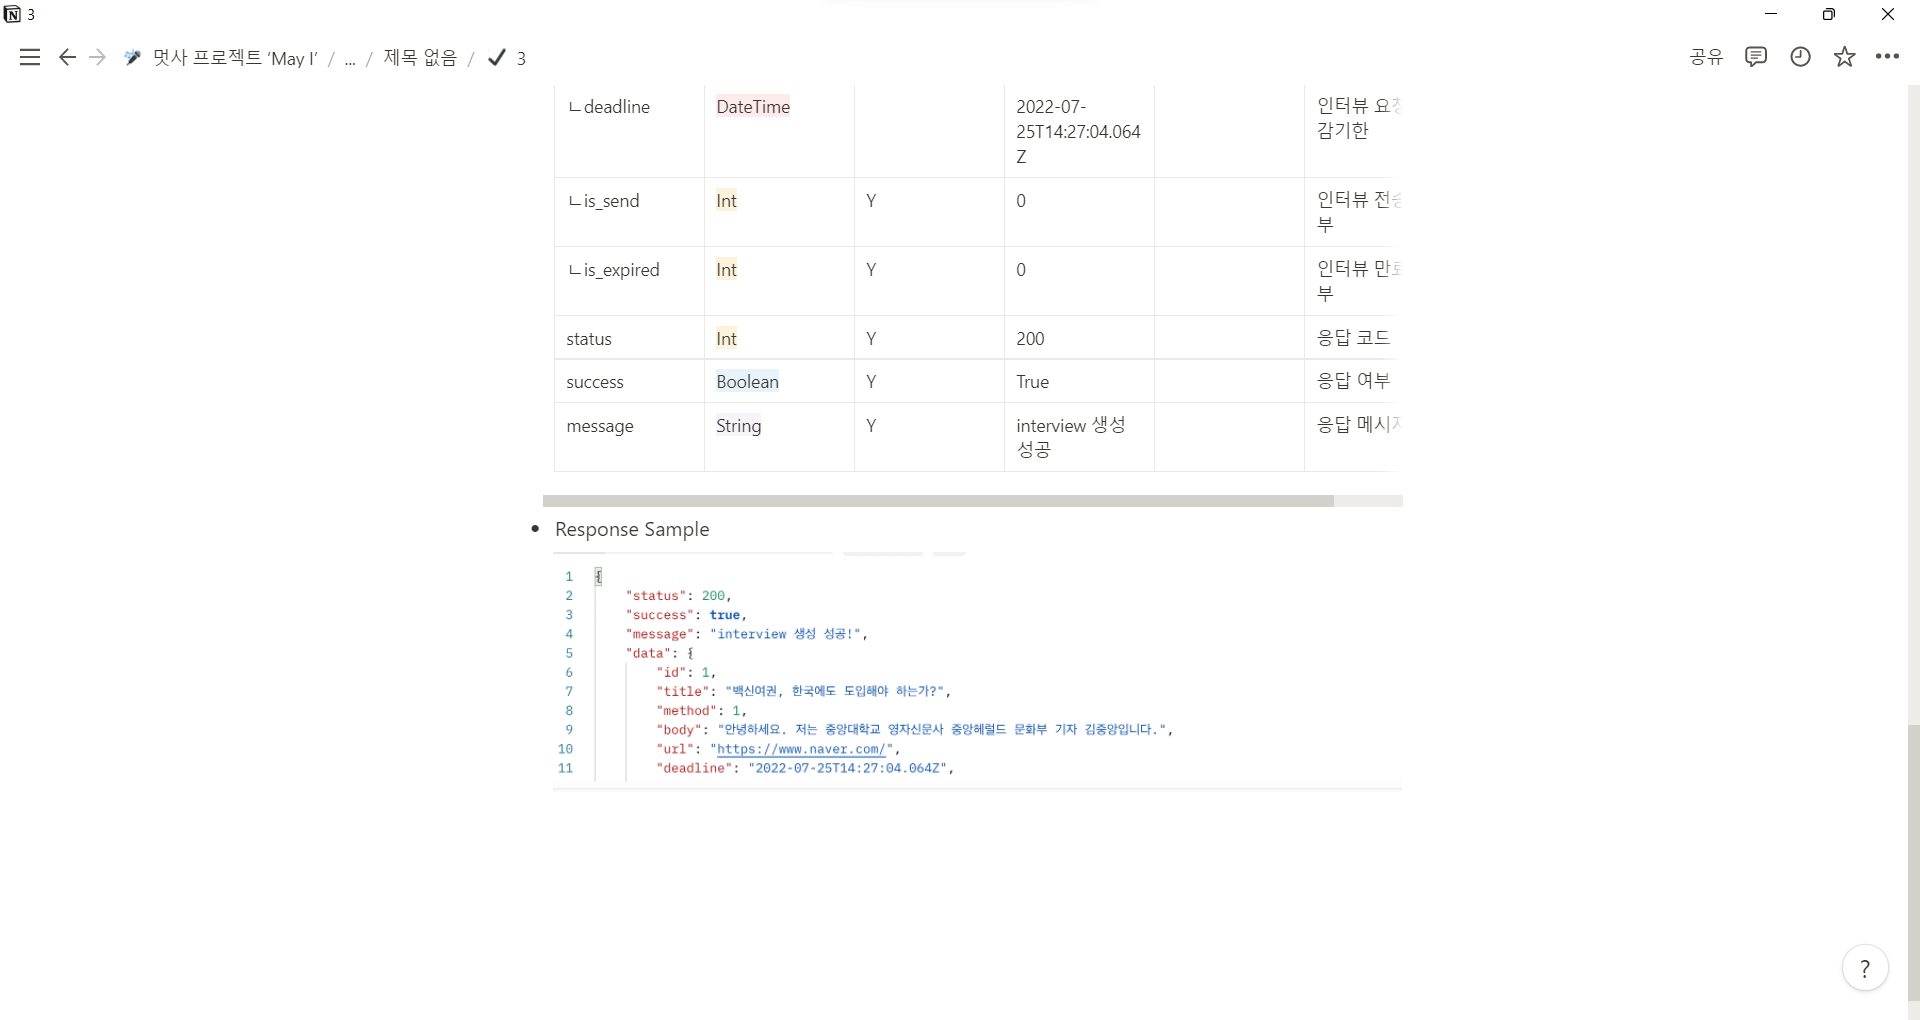 3
멋사 프로젝트 ‘May I’ / ... / 제목 없음 / ✔ 3
공유
ㄴdeadline DateTime 2022-07-25T14:27:04.064Z 인터뷰 요
감기한
ㄴis_send Int Y 0 인터뷰 전
부
ㄴis_expired Int Y 0 인터뷰 만
부
status Int Y 200 응답 코드
success Boolean Y True 응답 여부
message String Y interview 생성 성공 응답 메시
• Response Sample
1 {
2 "status": 200,
3 "success": true,
4 "message": "interview 생성 성공!",
5 "data": {
6 "id": 1,
7 "title": "백신여권, 한국에도 도입해야 하는가?",
8 "method": 1,
9 "body": "안녕하세요. 저는 중앙대학교 영자신문사 중앙헤럴드 문화부 기자 김중앙입니다.",
10 "url": "https://www.naver.com/",
11 "deadline": "2022-07-25T14:27:04.064Z",
?